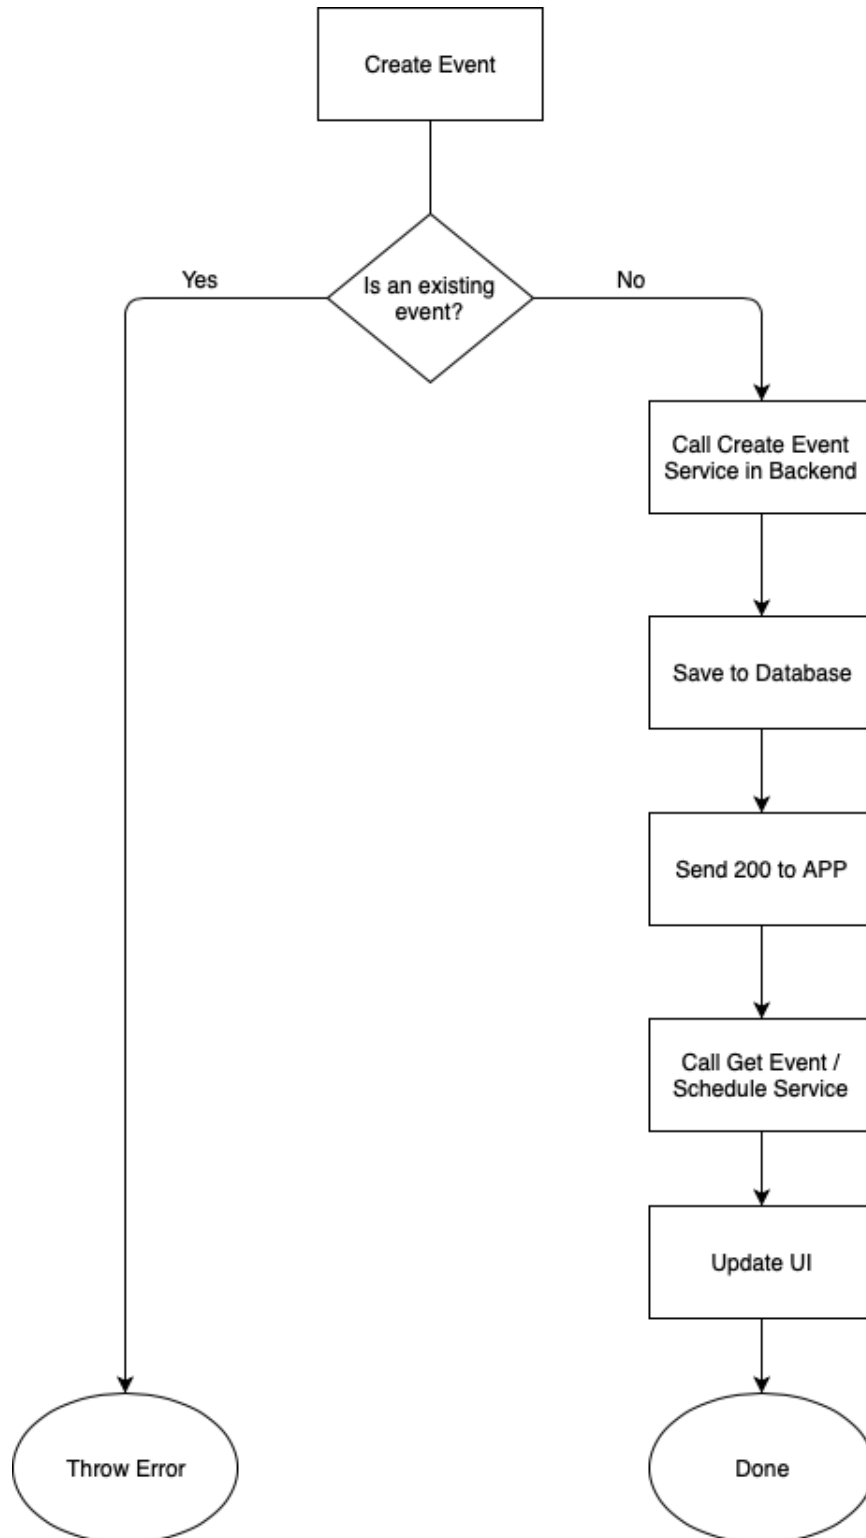 Create Event
Yes
Is an existing
event?
No
Call Create Event
Service in Backend
Save to Database
Send 200 to APP
Call Get Event /
Schedule Service
Update UI
Throw Error
Done